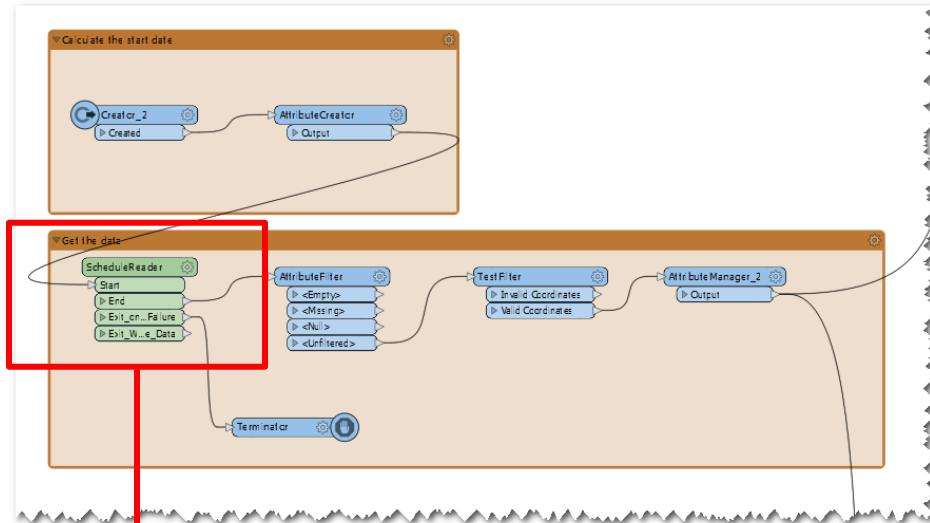 Calculate the start date
Creator_2
Created
AttributeCreator
Output
Get the data
ScheduleReader
Start
End
Exit_on...Failure
Exit_W...e_Data
AttributeFilter
<Empty>
<Missing>
<Null>
<Unfiltered>
TestFilter
Invalid Coordinates
Valid Coordinates
AttributeManager_2
Output
Terminator